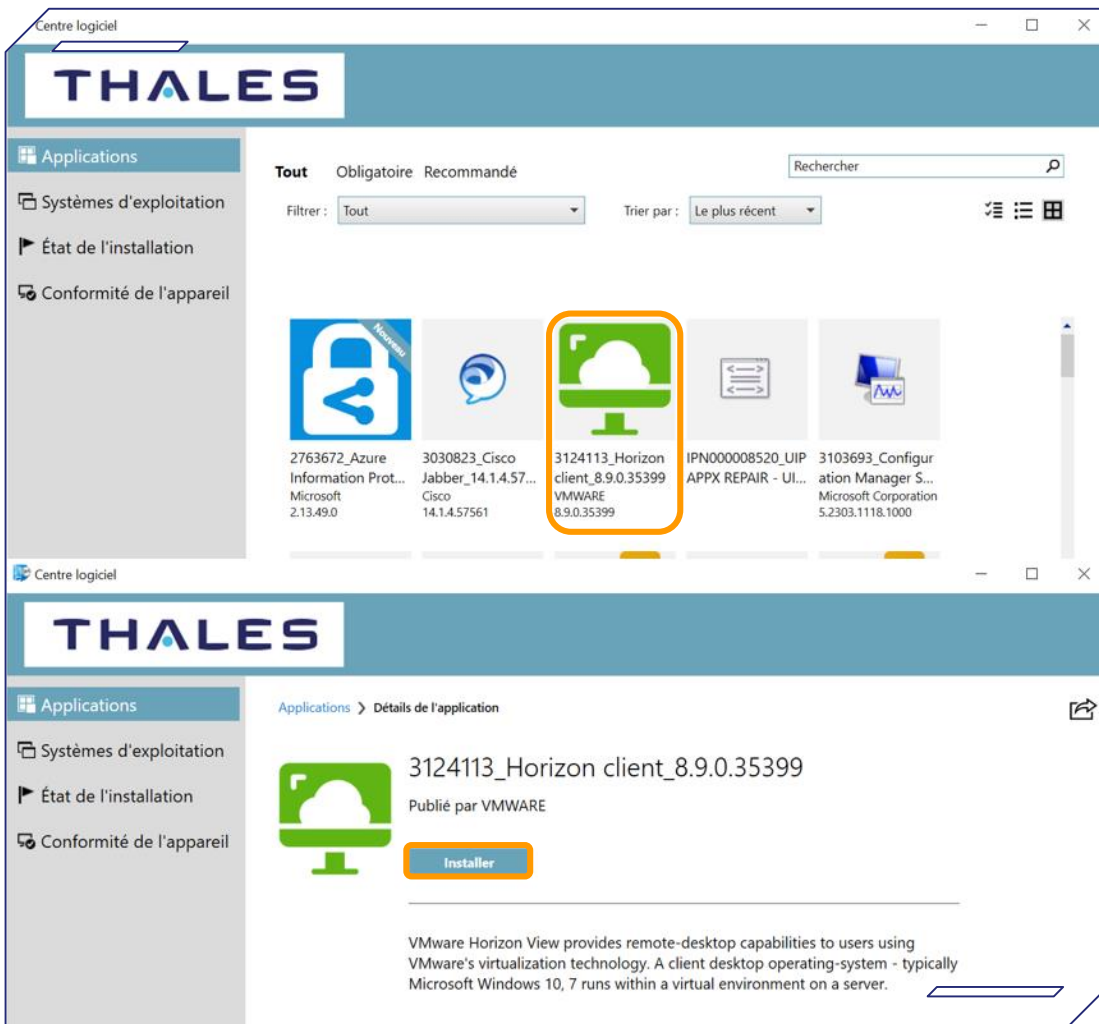 Centre logiciel
THALES
Applications
Systèmes d'exploitation
État de l'installation
Conformité de l'appareil
Tout Obligatoire Recommandé
Rechercher
Filtrer : Tout
Trier par : Le plus récent
Nouveau
2763672_Azure
Information Prot...
Microsoft
2.13.49.0
3030823_Cisco
Jabber_14.1.4.57...
Cisco
14.1.4.57561
3124113_Horizon
client_8.9.0.35399
VMWARE
8.9.0.35399
IPN000008520_UIP
APPX REPAIR - UI...
3103693_Configur
ation Manager S...
Microsoft Corporation
5.2303.1118.1000
Centre logiciel
THALES
Applications
Systèmes d'exploitation
État de l'installation
Conformité de l'appareil
Applications ❯ Détails de l'application
3124113_Horizon client_8.9.0.35399
Publié par VMWARE
Installer
VMware Horizon View provides remote-desktop capabilities to users using
VMware's virtualization technology. A client desktop operating-system - typically
Microsoft Windows 10, 7 runs within a virtual environment on a server.